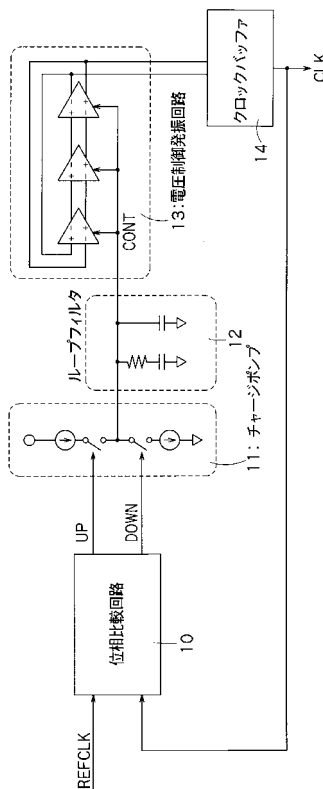 REFCLK
位相比較回路
10
UP
DOWN
11:チャージポンプ
ループフィルタ
12
CONT
13:電圧制御発振回路
クロックバッファ
14
CLK